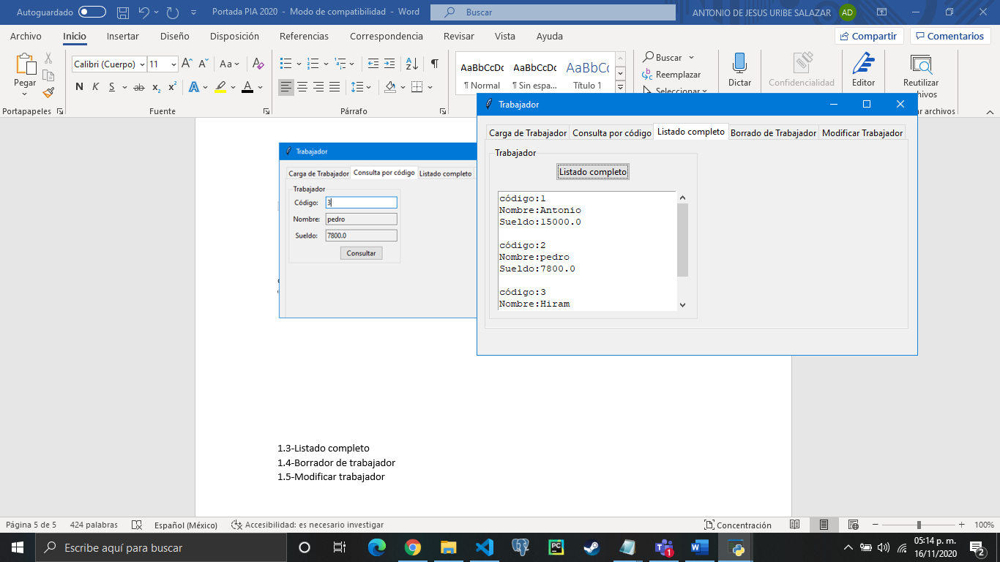 Autoguardado
Portada PIA 2020 - Modo de compatibilidad - Word
Buscar
ANTONIO DE JESUS URIBE SALAZAR
AD
Archivo Inicio Insertar Diseño Disposición Referencias Correspondencia Revisar Vista Ayuda
Compartir Comentarios
Pegar
Portapapeles
Calibri (Cuerpo) 11
N K S
Fuente
Párrafo
AaBbCcDc AaBbCcDc AaBbCc
¶ Normal ¶ Sin espa... Título 1
Buscar
Reemplazar
Seleccionar
Dictar
Confidencialidad
Editor
Reutilizar
archivos
Trabajador
Carga de Trabajador Consulta por código Listado completo
Trabajador
Código: 3
Nombre: pedro
Sueldo: 7800.0
Consultar
Trabajador
Carga de Trabajador Consulta por código Listado completo Borrado de Trabajador Modificar Trabajador
Trabajador
Listado completo
código:1
Nombre:Antonio
Sueldo:15000.0
código:2
Nombre:pedro
Sueldo:7800.0
código:3
Nombre:Hiram
1.3-Listado completo
1.4-Borrador de trabajador
1.5-Modificar trabajador
Página 5 de 5 424 palabras Español (México) Accesibilidad: es necesario investigar
Concentración 100%
Escribe aquí para buscar
05:14 p. m.
16/11/2020